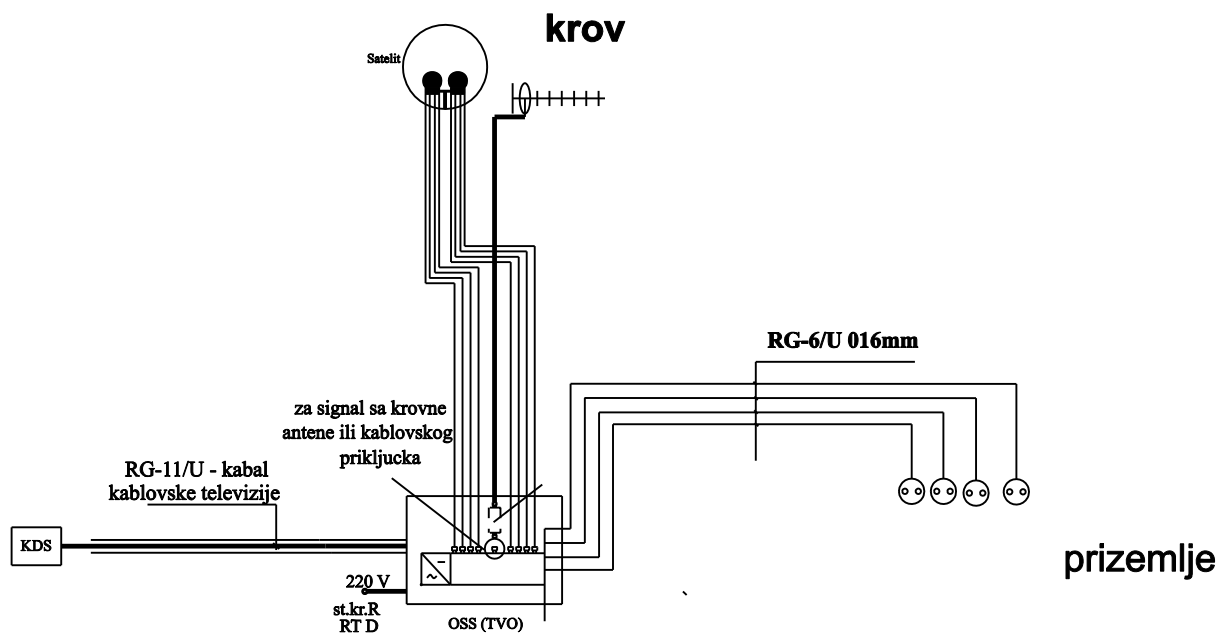 krov
Satelit
RG-6/U 016mm
za signal sa krovne
antene ili kablovskog
prikljucka
RG-11/U - kabal
kablovske televizije
KDS
prizemlje
220 V
st.kr.R
RT D
OSS (TVO)